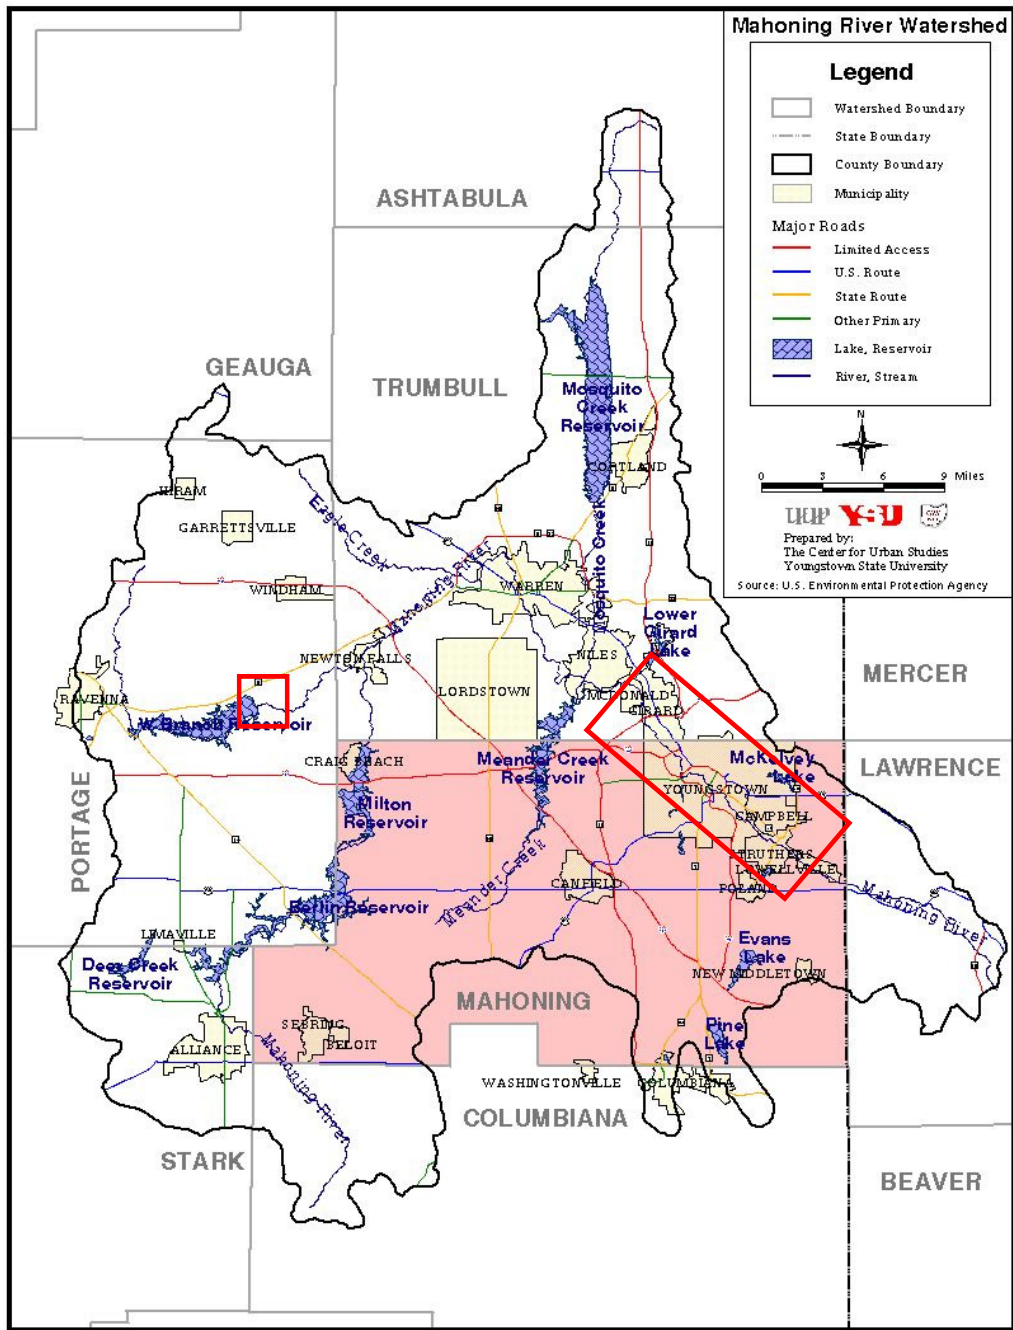 Mahoning River Watershed
Legend
Watershed Boundary
State Boundary
County Boundary
Municipality
Major Roads
Limited Access
U.S. Route
State Route
Other Primary
Lake, Reservoir
River, Stream
N
0 3 6 9 Miles
YSU
Prepared by:
The Center for Urban Studies
Youngstown State University
Source: U.S. Environmental Protection Agency
ASHTABULA
GEAUGA
TRUMBULL
Mosquito
Creek
Reservoir
CORTLAND
HIRAM
GARRETTSVILLE
Eagle Creek
Mosquito Creek
Mahoning River
WINDHAM
WARREN
Lower
Girard
Lake
NEWTON FALLS
NILES
MERCER
RAVENNA
LORDSTOWN
MCDONALD
GIRARD
W. Branch Reservoir
CRAIG BEACH
Meander Creek
Reservoir
McKelvey
Lake
LAWRENCE
PORTAGE
Milton
Reservoir
YOUNGSTOWN
CAMPBELL
STRUTHERS
LOWELLVILLE
CANFIELD
POLAND
Meander Creek
Mahoning River
Berlin Reservoir
LIMAVILLE
Evans
Lake
Deer Creek
Reservoir
NEW MIDDLETOWN
MAHONING
SEBRING
BELOIT
Pine
Lake
ALLIANCE
Mahoning River
WASHINGTONVILLE
COLUMBIANA
COLUMBIANA
STARK
BEAVER